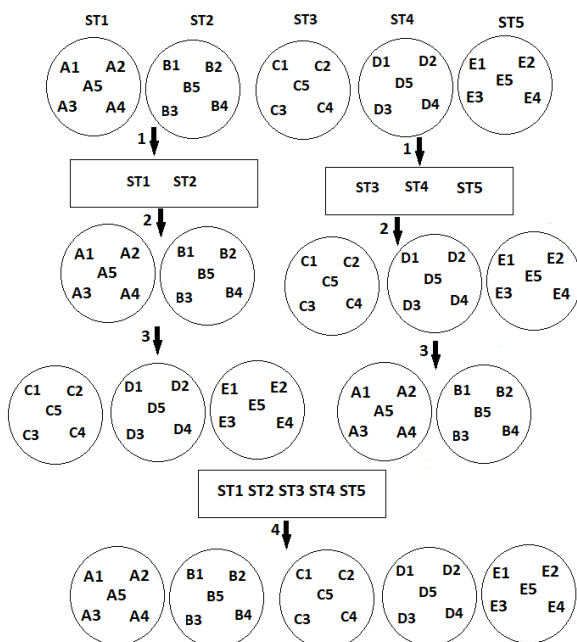 ST1 ST2 ST3 ST4 ST5
A1 A2 B1 B2 C1 C2 D1 D2 E1 E2
A5 B5 C5 D5 E5
A3 A4 B3 B4 C3 C4 D3 D4 E3 E4
1 1
ST1 ST2 ST3 ST4 ST5
2 2
A1 A2 B1 B2 C1 C2 D1 D2 E1 E2
A5 B5 C5 D5 E5
A3 A4 B3 B4 C3 C4 D3 D4 E3 E4
3 3
C1 C2 D1 D2 E1 E2 A1 A2 B1 B2
C5 D5 E5 A5 B5
C3 C4 D3 D4 E3 E4 A3 A4 B3 B4
ST1 ST2 ST3 ST4 ST5
4
A1 A2 B1 B2 C1 C2 D1 D2 E1 E2
A5 B5 C5 D5 E5
A3 A4 B3 B4 C3 C4 D3 D4 E3 E4